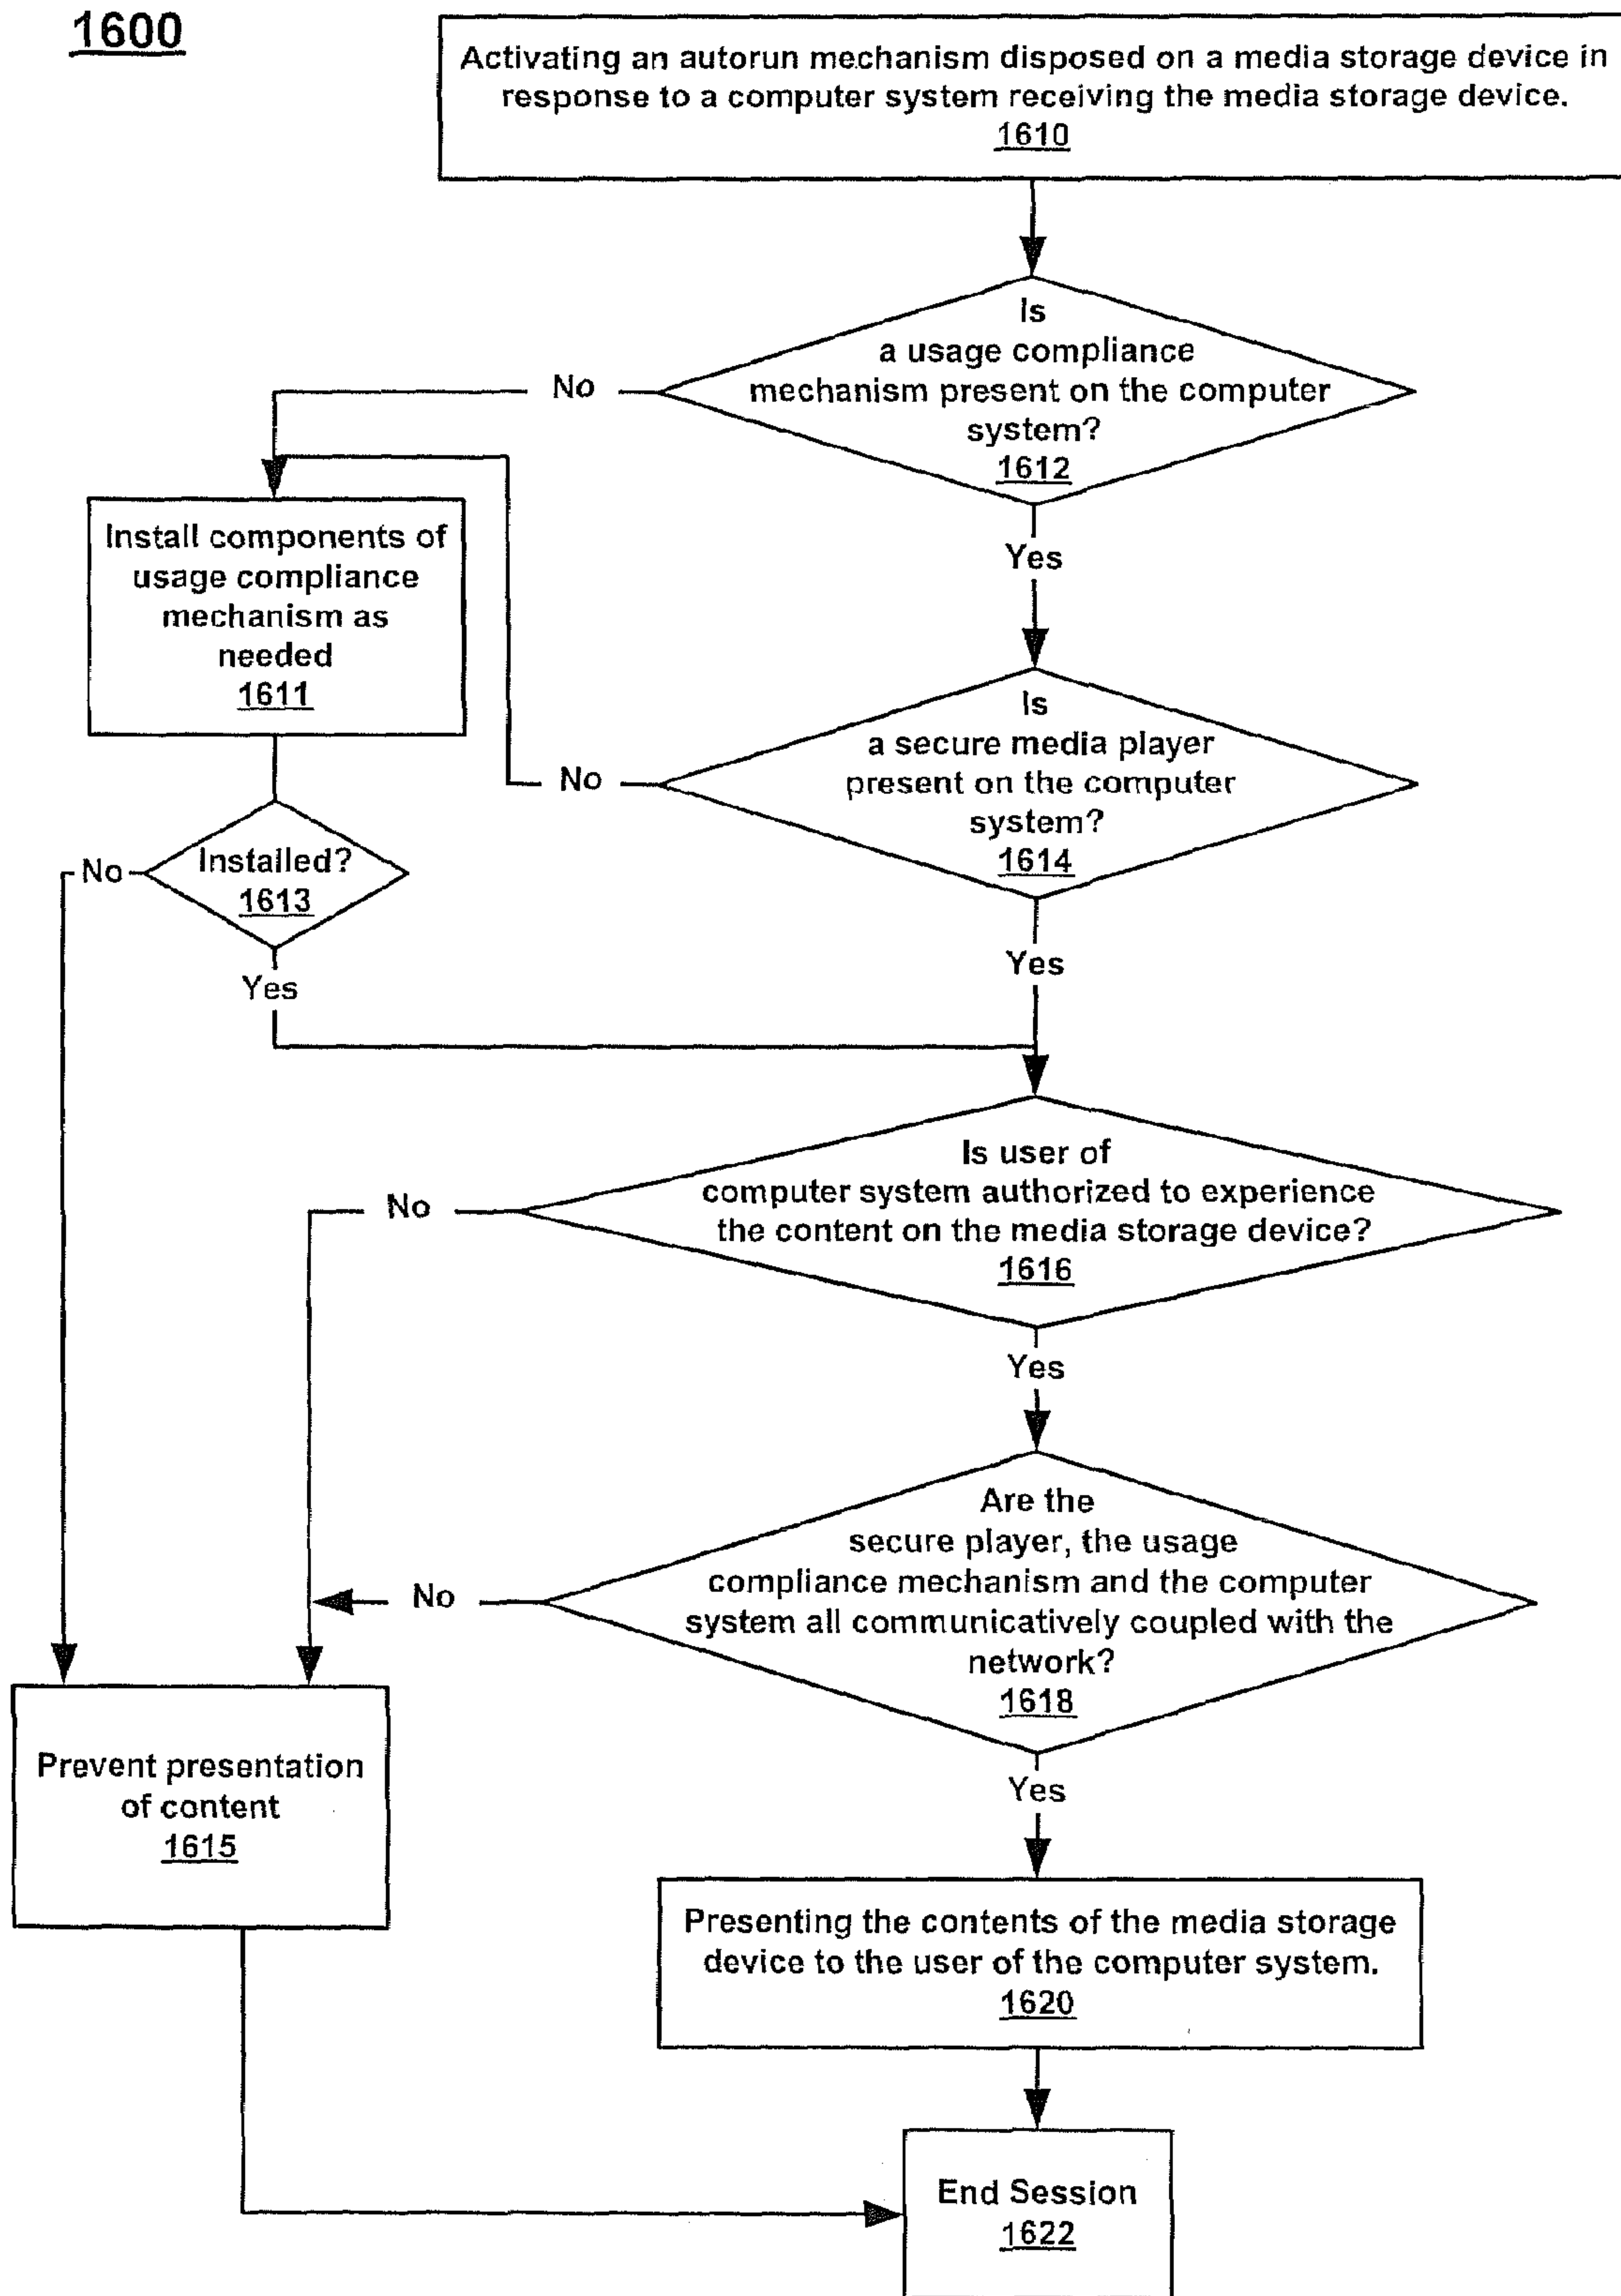 1600
Activating an autorun mechanism disposed on a media storage device in
response to a computer system receiving the media storage device.
1610
Is
a usage compliance
mechanism present on the computer
system?
1612
No
Yes
Install components of
usage compliance
mechanism as
needed
1611
Is
a secure media player
present on the computer
system?
1614
No
Yes
Installed?
1613
No
Yes
Is user of
computer system authorized to experience
the content on the media storage device?
1616
No
Yes
Are the
secure player, the usage
compliance mechanism and the computer
system all communicatively coupled with the
network?
1618
No
Yes
Prevent presentation
of content
1615
Presenting the contents of the media storage
device to the user of the computer system.
1620
End Session
1622